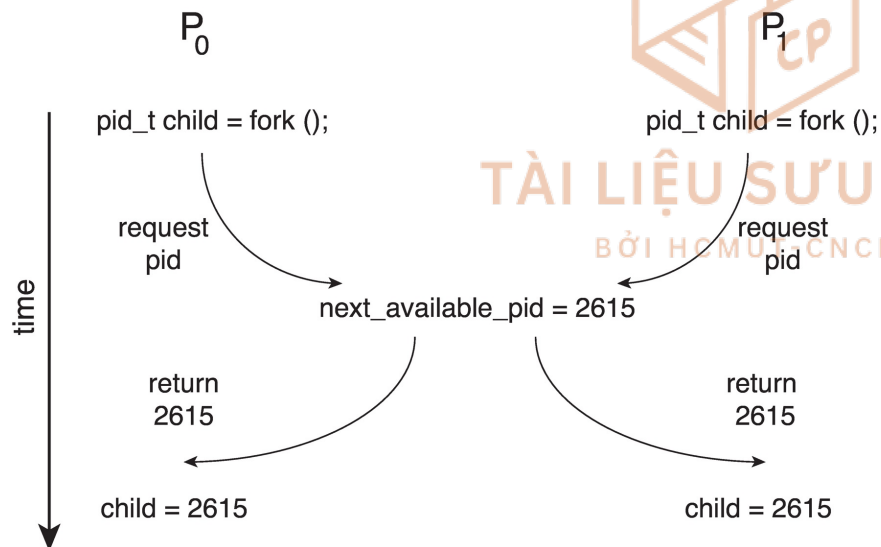 P0
P1
CP
pid_t child = fork ();
pid_t child = fork ();
TÀI LIỆU SƯU
request
pid
request
pid
BỞI HCMUT-CNCP
next_available_pid = 2615
time
return
2615
return
2615
child = 2615
child = 2615